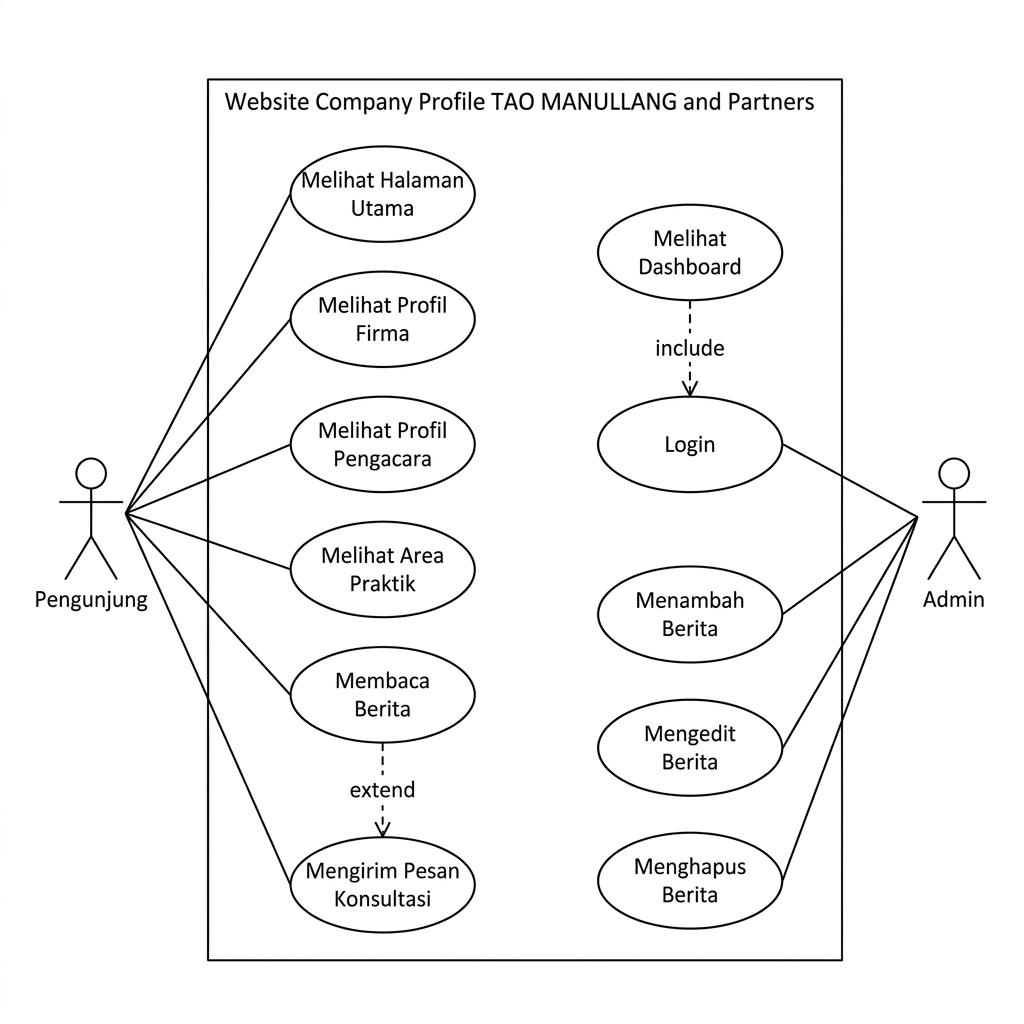 Website Company Profile TAO MANULLANG and Partners
Melihat Halaman
Utama
Melihat Profil
Firma
Melihat Profil
Pengacara
Melihat Area
Praktik
Membaca
Berita
extend
Mengirim Pesan
Konsultasi
Melihat
Dashboard
include
Login
Menambah
Berita
Mengedit
Berita
Menghapus
Berita
Pengunjung
Admin